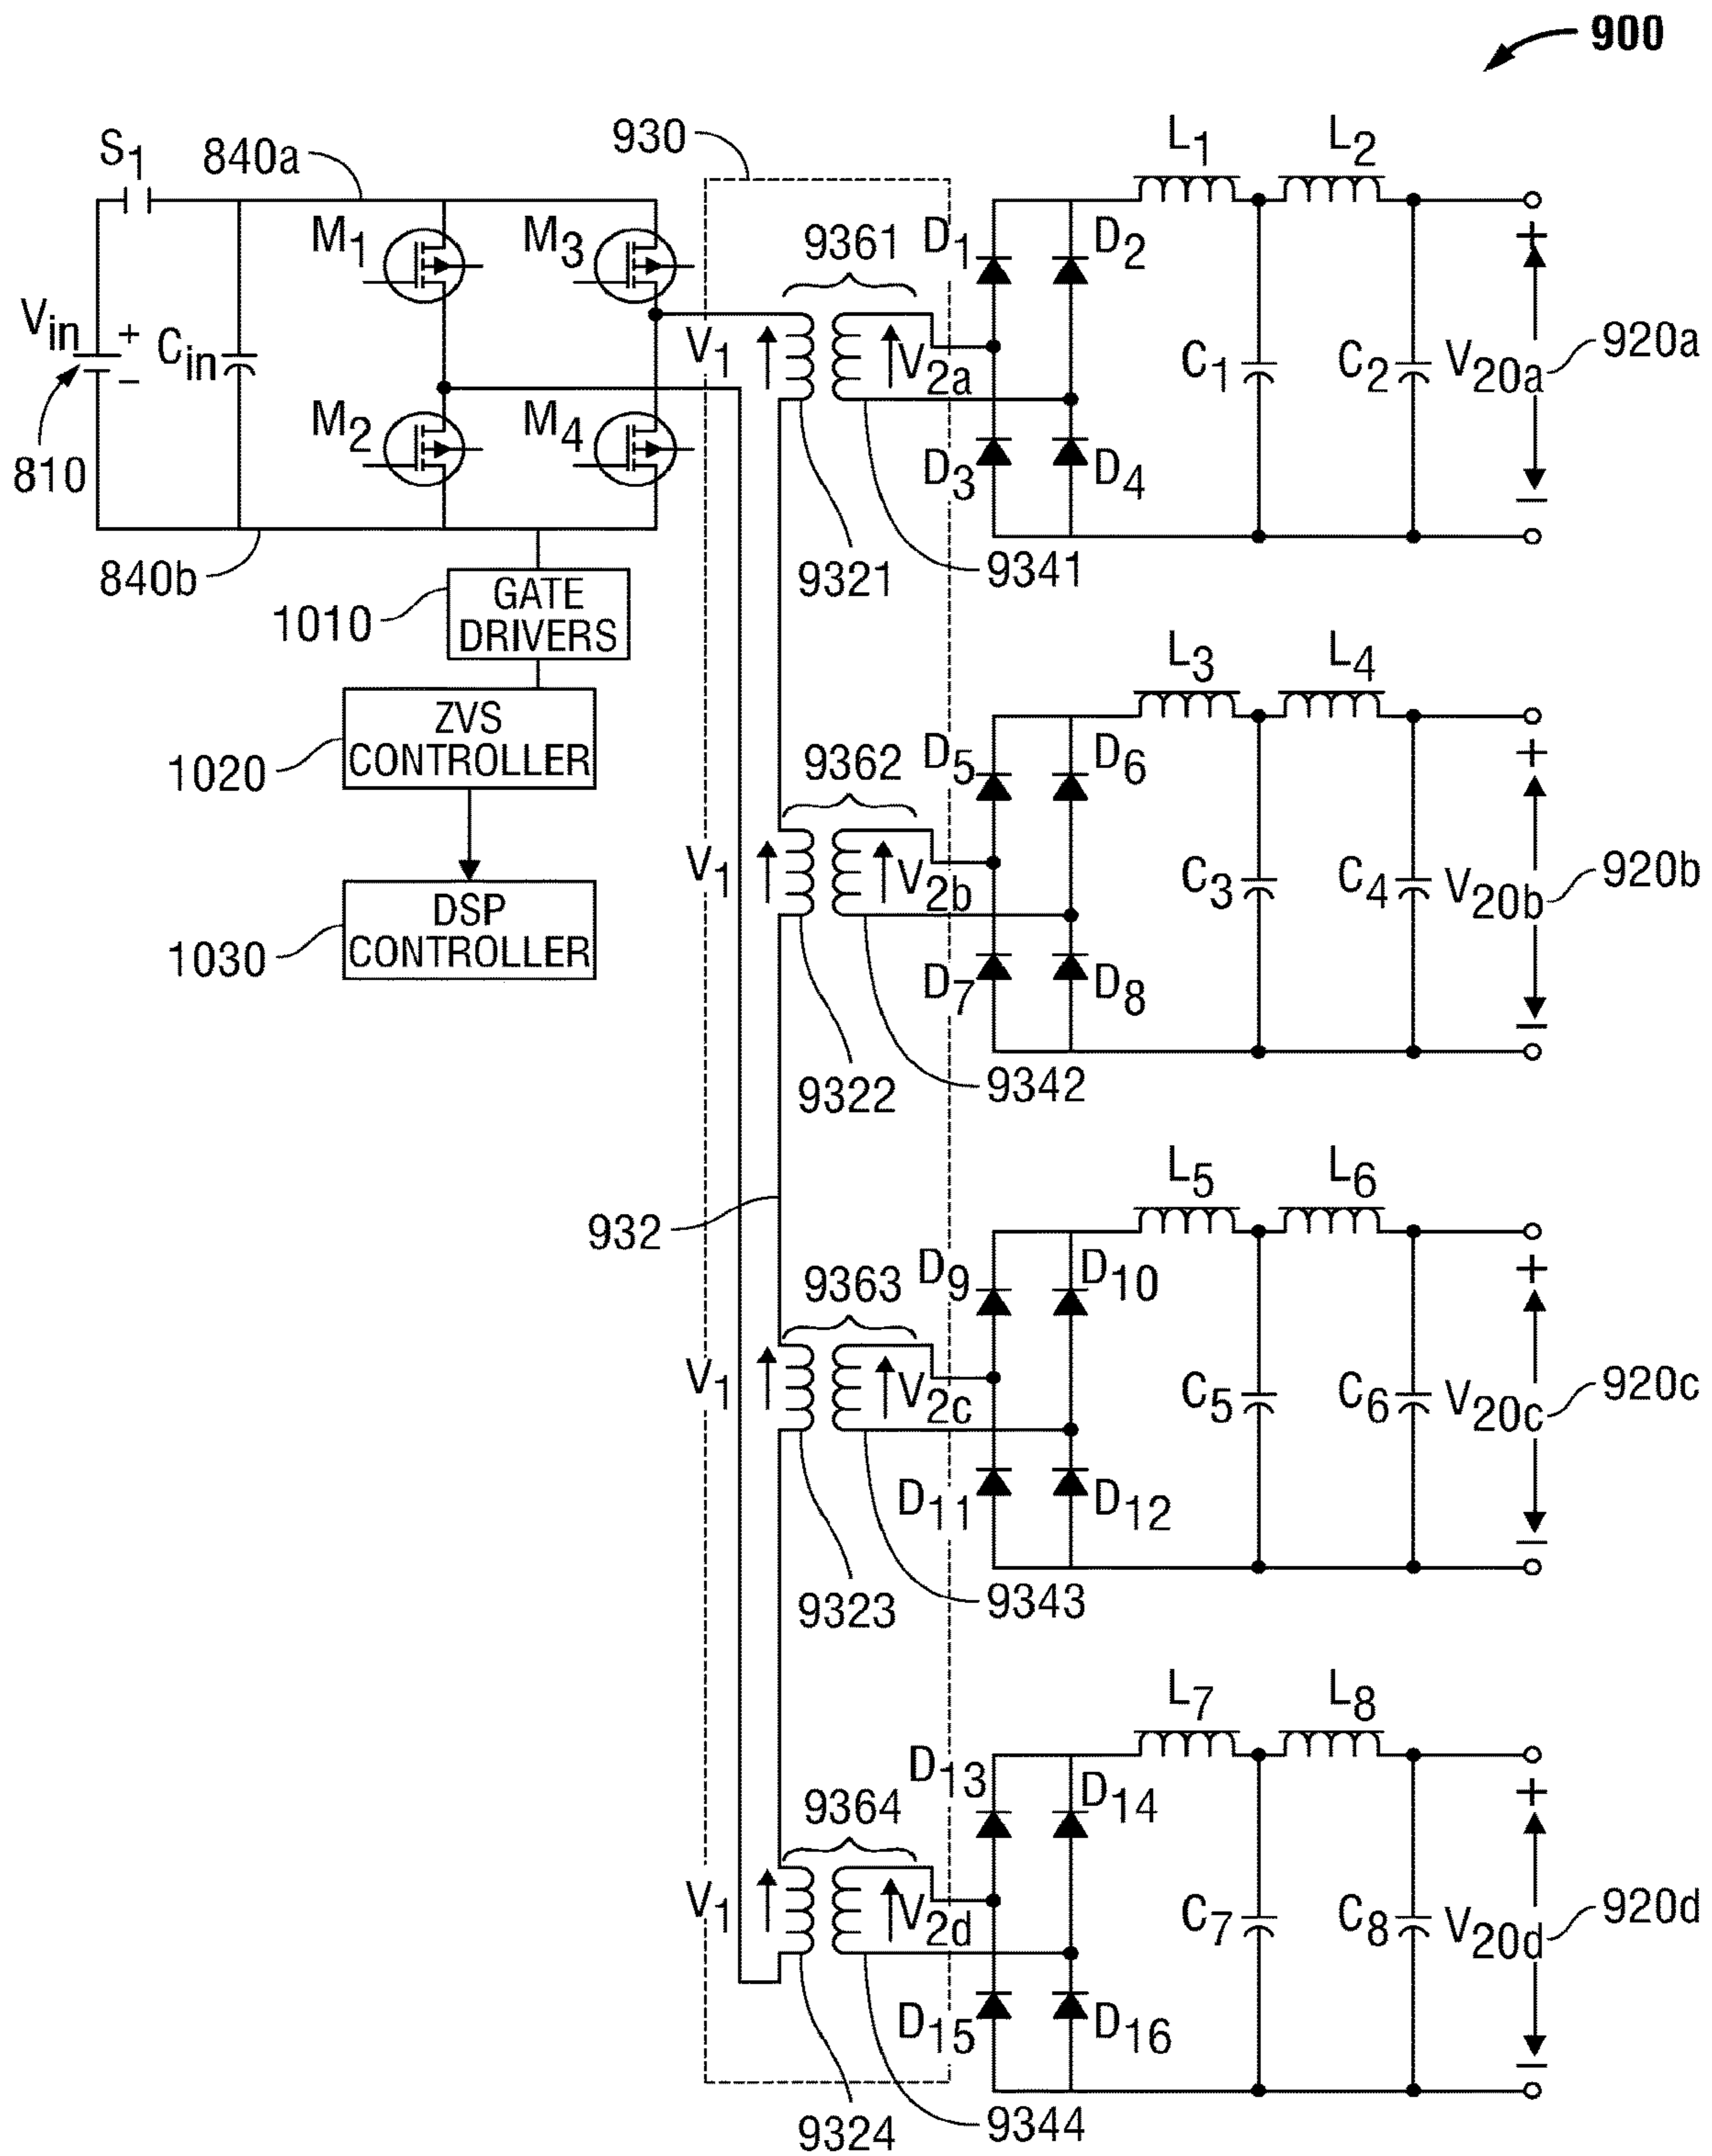 900
S1
840a
930
L1
L2
M1
M3
9361
D1
D2
+
Vin
+
−
Cin
V1
V2a
C1
C2
V20a
920a
810
M2
M4
D3
D4
−
840b
9321
9341
1010
GATE
DRIVERS
L3
L4
ZVS
CONTROLLER
1020
9362
D5
D6
+
V1
V2b
C3
C4
V20b
920b
DSP
CONTROLLER
1030
D7
D8
−
9322
9342
932
L5
L6
9363
D9
D10
+
V1
V2c
C5
C6
V20c
920c
D11
D12
−
9323
9343
L7
L8
9364
D13
D14
+
V1
V2d
C7
C8
V20d
920d
D15
D16
−
9324
9344